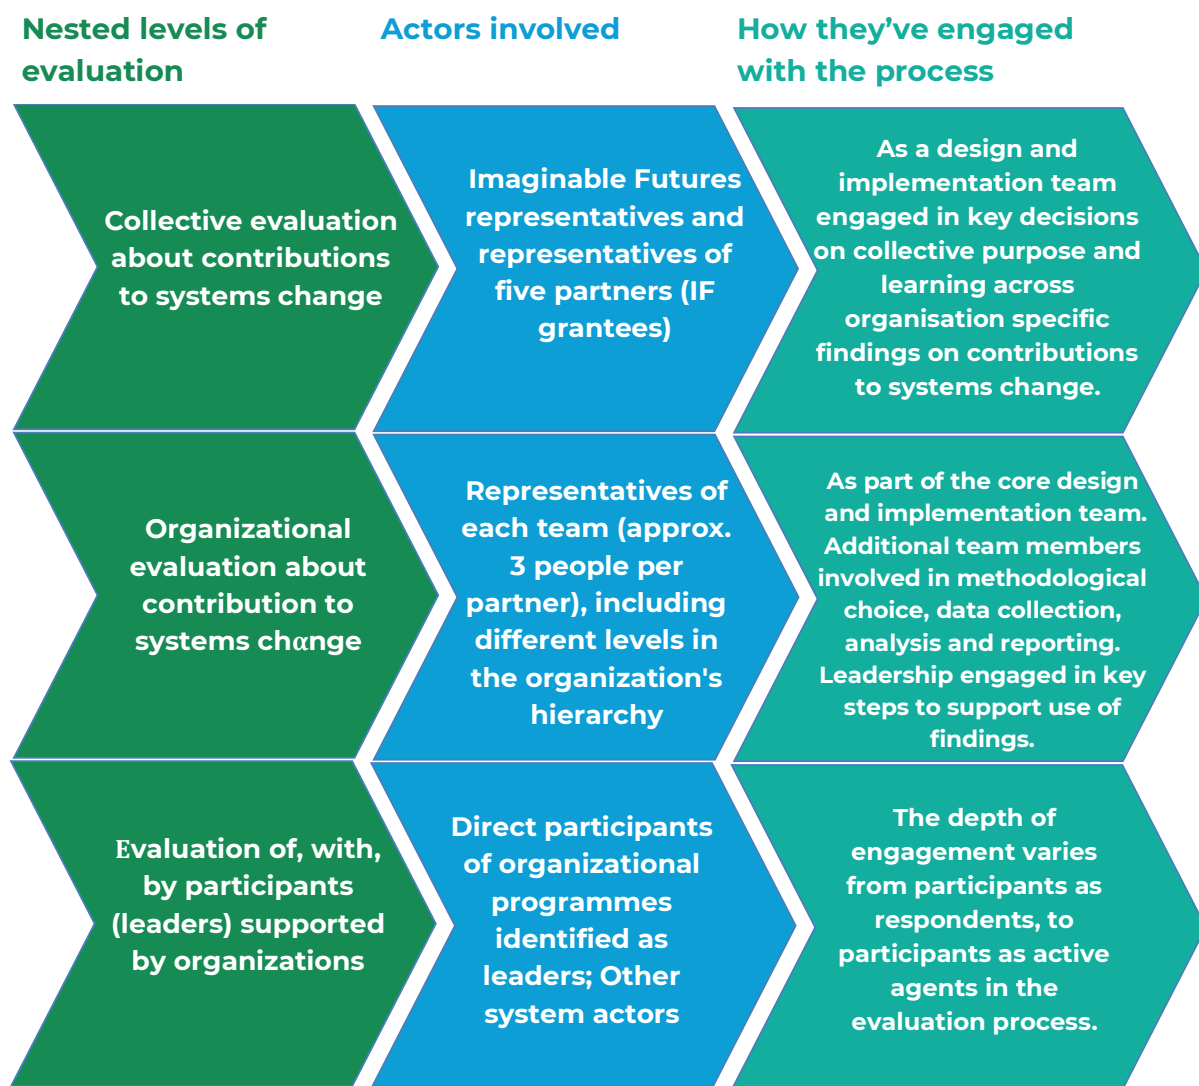 Nested levels of
evaluation
Actors involved
How they've engaged
with the process
Collective evaluation
about contributions
to systems change
Imaginable Futures
representatives and
representatives of
five partners (IF
grantees)
As a design and
implementation team
engaged in key decisions
on collective purpose and
learning across
organisation specific
findings on contributions
to systems change.
Organizational
evaluation about
contribution to
systems chαnge
Representatives of
each team (approx.
3 people per
partner), including
different levels in
the organization's
hierarchy
As part of the core design
and implementation team.
Additional team members
involved in methodological
choice, data collection,
analysis and reporting.
Leadership engaged in key
steps to support use of
findings.
Evaluation of, with,
by participants
(leaders) supported
by organizations
Direct participants
of organizational
programmes
identified as
leaders; Other
system actors
The depth of
engagement varies
from participants as
respondents, to
participants as active
agents in the
evaluation process.